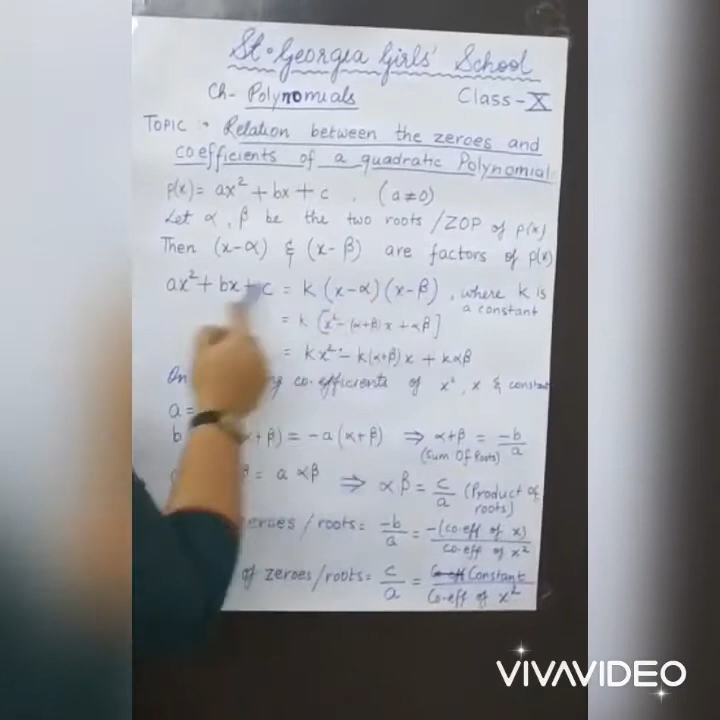 St. Georgia Girls' School
Ch- Polynomials Class-X
TOPIC :- Relation between the zeroes and
coefficients of a quadratic Polynomial
p(x) = ax² + bx + c , (a≠0)
Let α , β be the two roots /ZOP of p(x)
Then (x-α) & (x-β) are factors of p(x)
ax² + bx + c = k (x-α)(x-β) , where k is
a constant
= k [x²-(α+β)x + αβ]
= kx² - k(α+β)x + kαβ
On co-efficients of x², x & constant
a =
b α+β) = -a(α+β) ⇒ α+β = -b/a
(Sum Of Roots)
= a αβ ⇒ αβ = c/a (Product of
roots)
zeroes / roots = -b/a = -(co-eff of x)/co-eff of x²
of zeroes/roots = c/a = Constant/Co-eff of x²
VIVAVIDEO